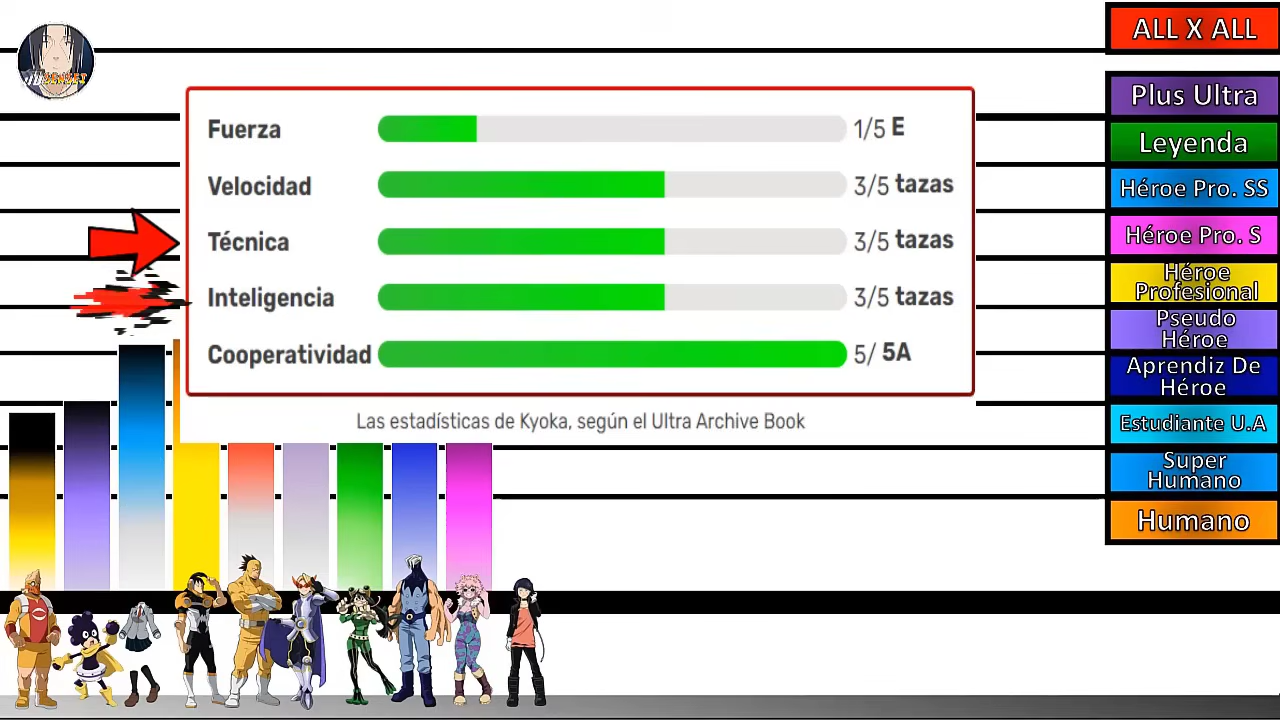 ALL X ALL
Fuerza 1/5 E
Velocidad 3/5 tazas
Técnica 3/5 tazas
Inteligencia 3/5 tazas
Cooperatividad 5/ 5A
Las estadísticas de Kyoka, según el Ultra Archive Book
Plus Ultra
Leyenda
Héroe Pro. SS
Héroe Pro. S
Héroe
Profesional
Pseudo
Héroe
Aprendiz De
Héroe
Estudiante U.A
Super
Humano
Humano